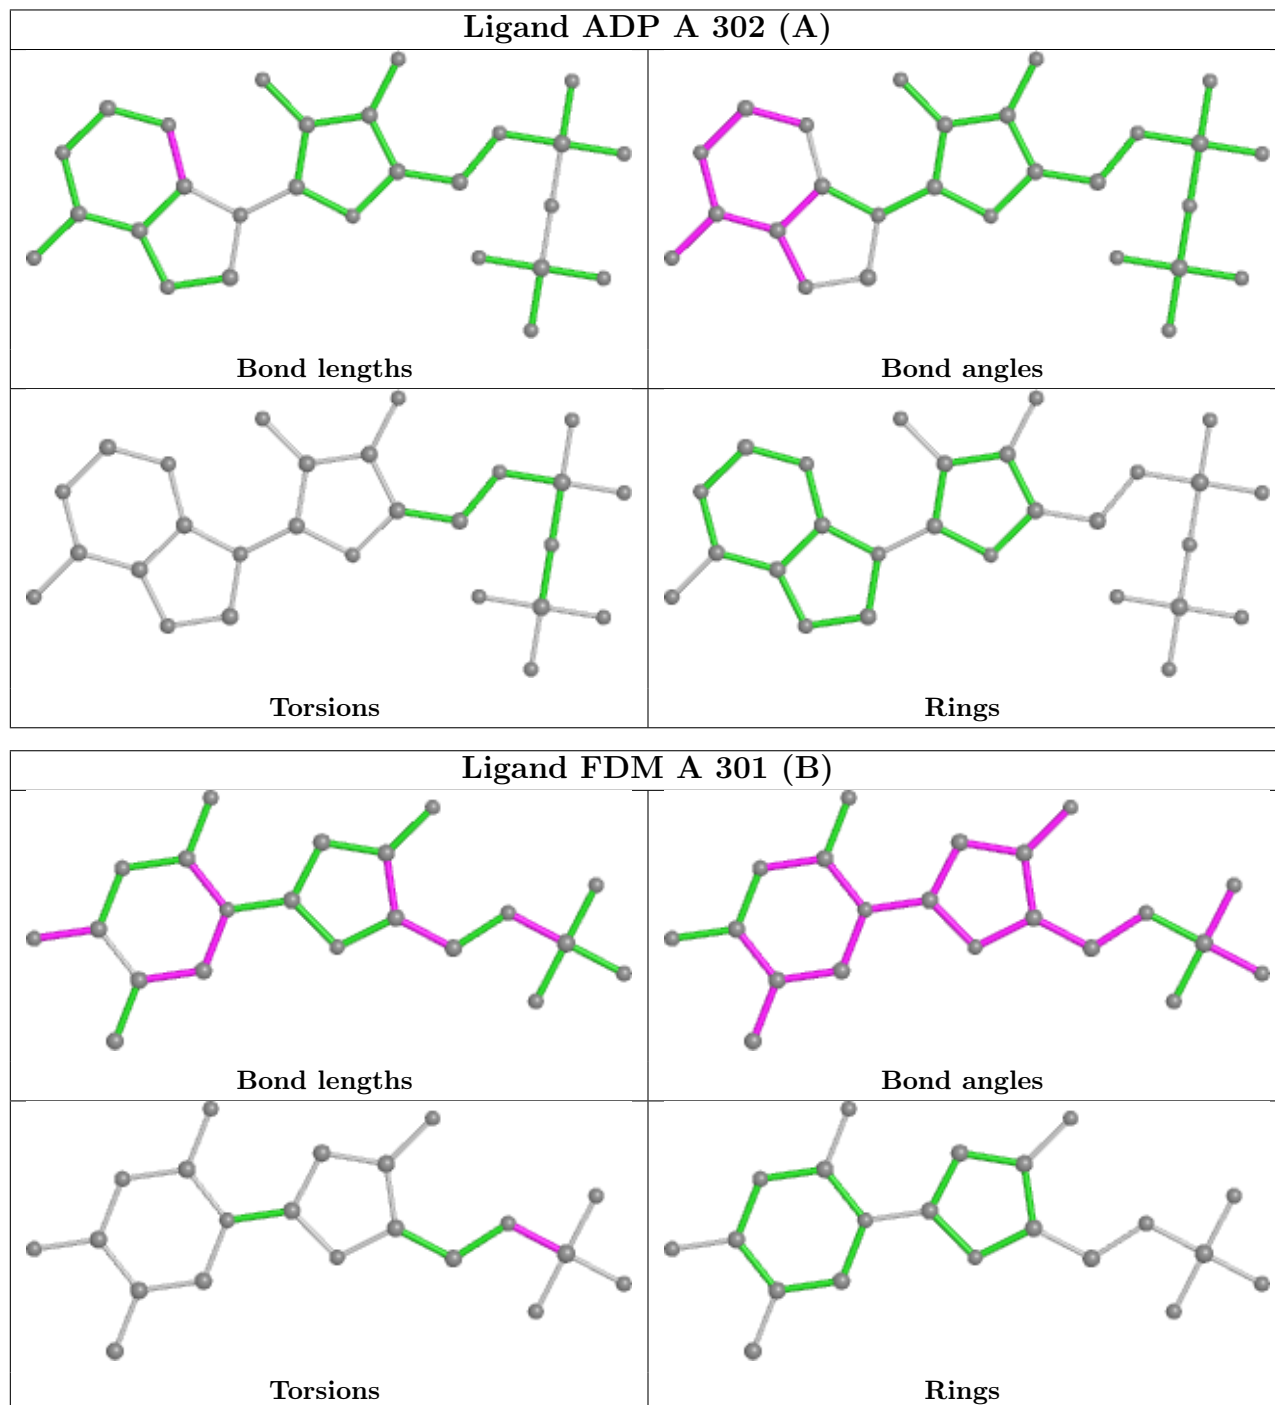 Ligand ADP A 302 (A)
Bond lengths
Bond angles
Torsions
Rings
Ligand FDM A 301 (B)
Bond lengths
Bond angles
Torsions
Rings